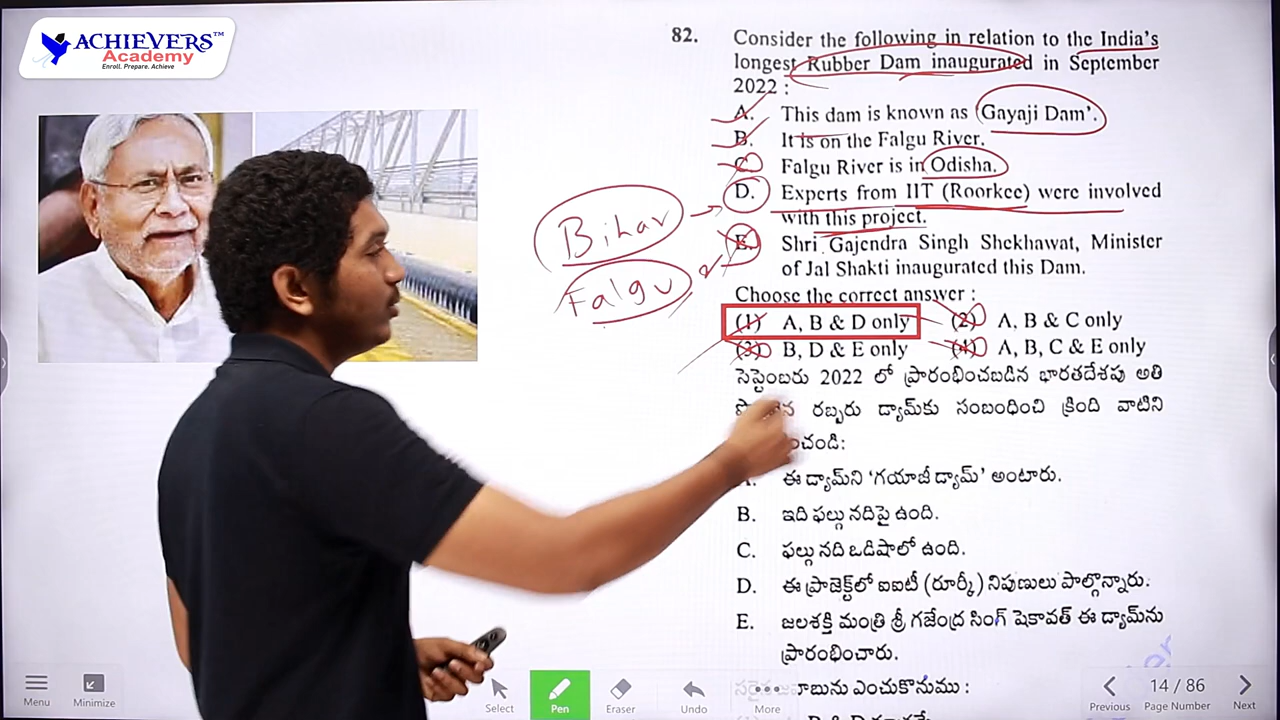 ACHIEVERS™
Academy
Enroll. Prepare. Achieve
82. Consider the following in relation to the India's
longest Rubber Dam inaugurated in September
2022 :
A. This dam is known as 'Gayaji Dam'.
B. It is on the Falgu River.
C. Falgu River is in Odisha.
D. Experts from IIT (Roorkee) were involved
with this project.
E. Shri Gajendra Singh Shekhawat, Minister
of Jal Shakti inaugurated this Dam.
Choose the correct answer :
(1) A, B & D only (2) A, B & C only
(3) B, D & E only (4) A, B, C & E only
Bihar
Falgu
సెప్టెంబరు 2022 లో ప్రారంభించబడిన భారతదేశపు అతి
రబ్బరు డ్యామ్‌కు సంబంధించి క్రింది వాటిని
A. ఈ డ్యామ్‌ని 'గయాజీ డ్యామ్' అంటారు.
B. ఇది ఫల్గు నదిపై ఉంది.
C. ఫల్గు నది ఒడిషాలో ఉంది.
D. ఈ ప్రాజెక్ట్‌లో ఐఐటీ (రూర్కీ) నిపుణులు పాల్గొన్నారు.
E. జలశక్తి మంత్రి శ్రీ గజేంద్ర సింగ్ షెకావత్ ఈ డ్యామ్‌ను
ప్రారంభించారు.
ఎంచుకొనుము :
Menu Minimize Select Pen Eraser Undo More Previous 14 / 86 Page Number Next